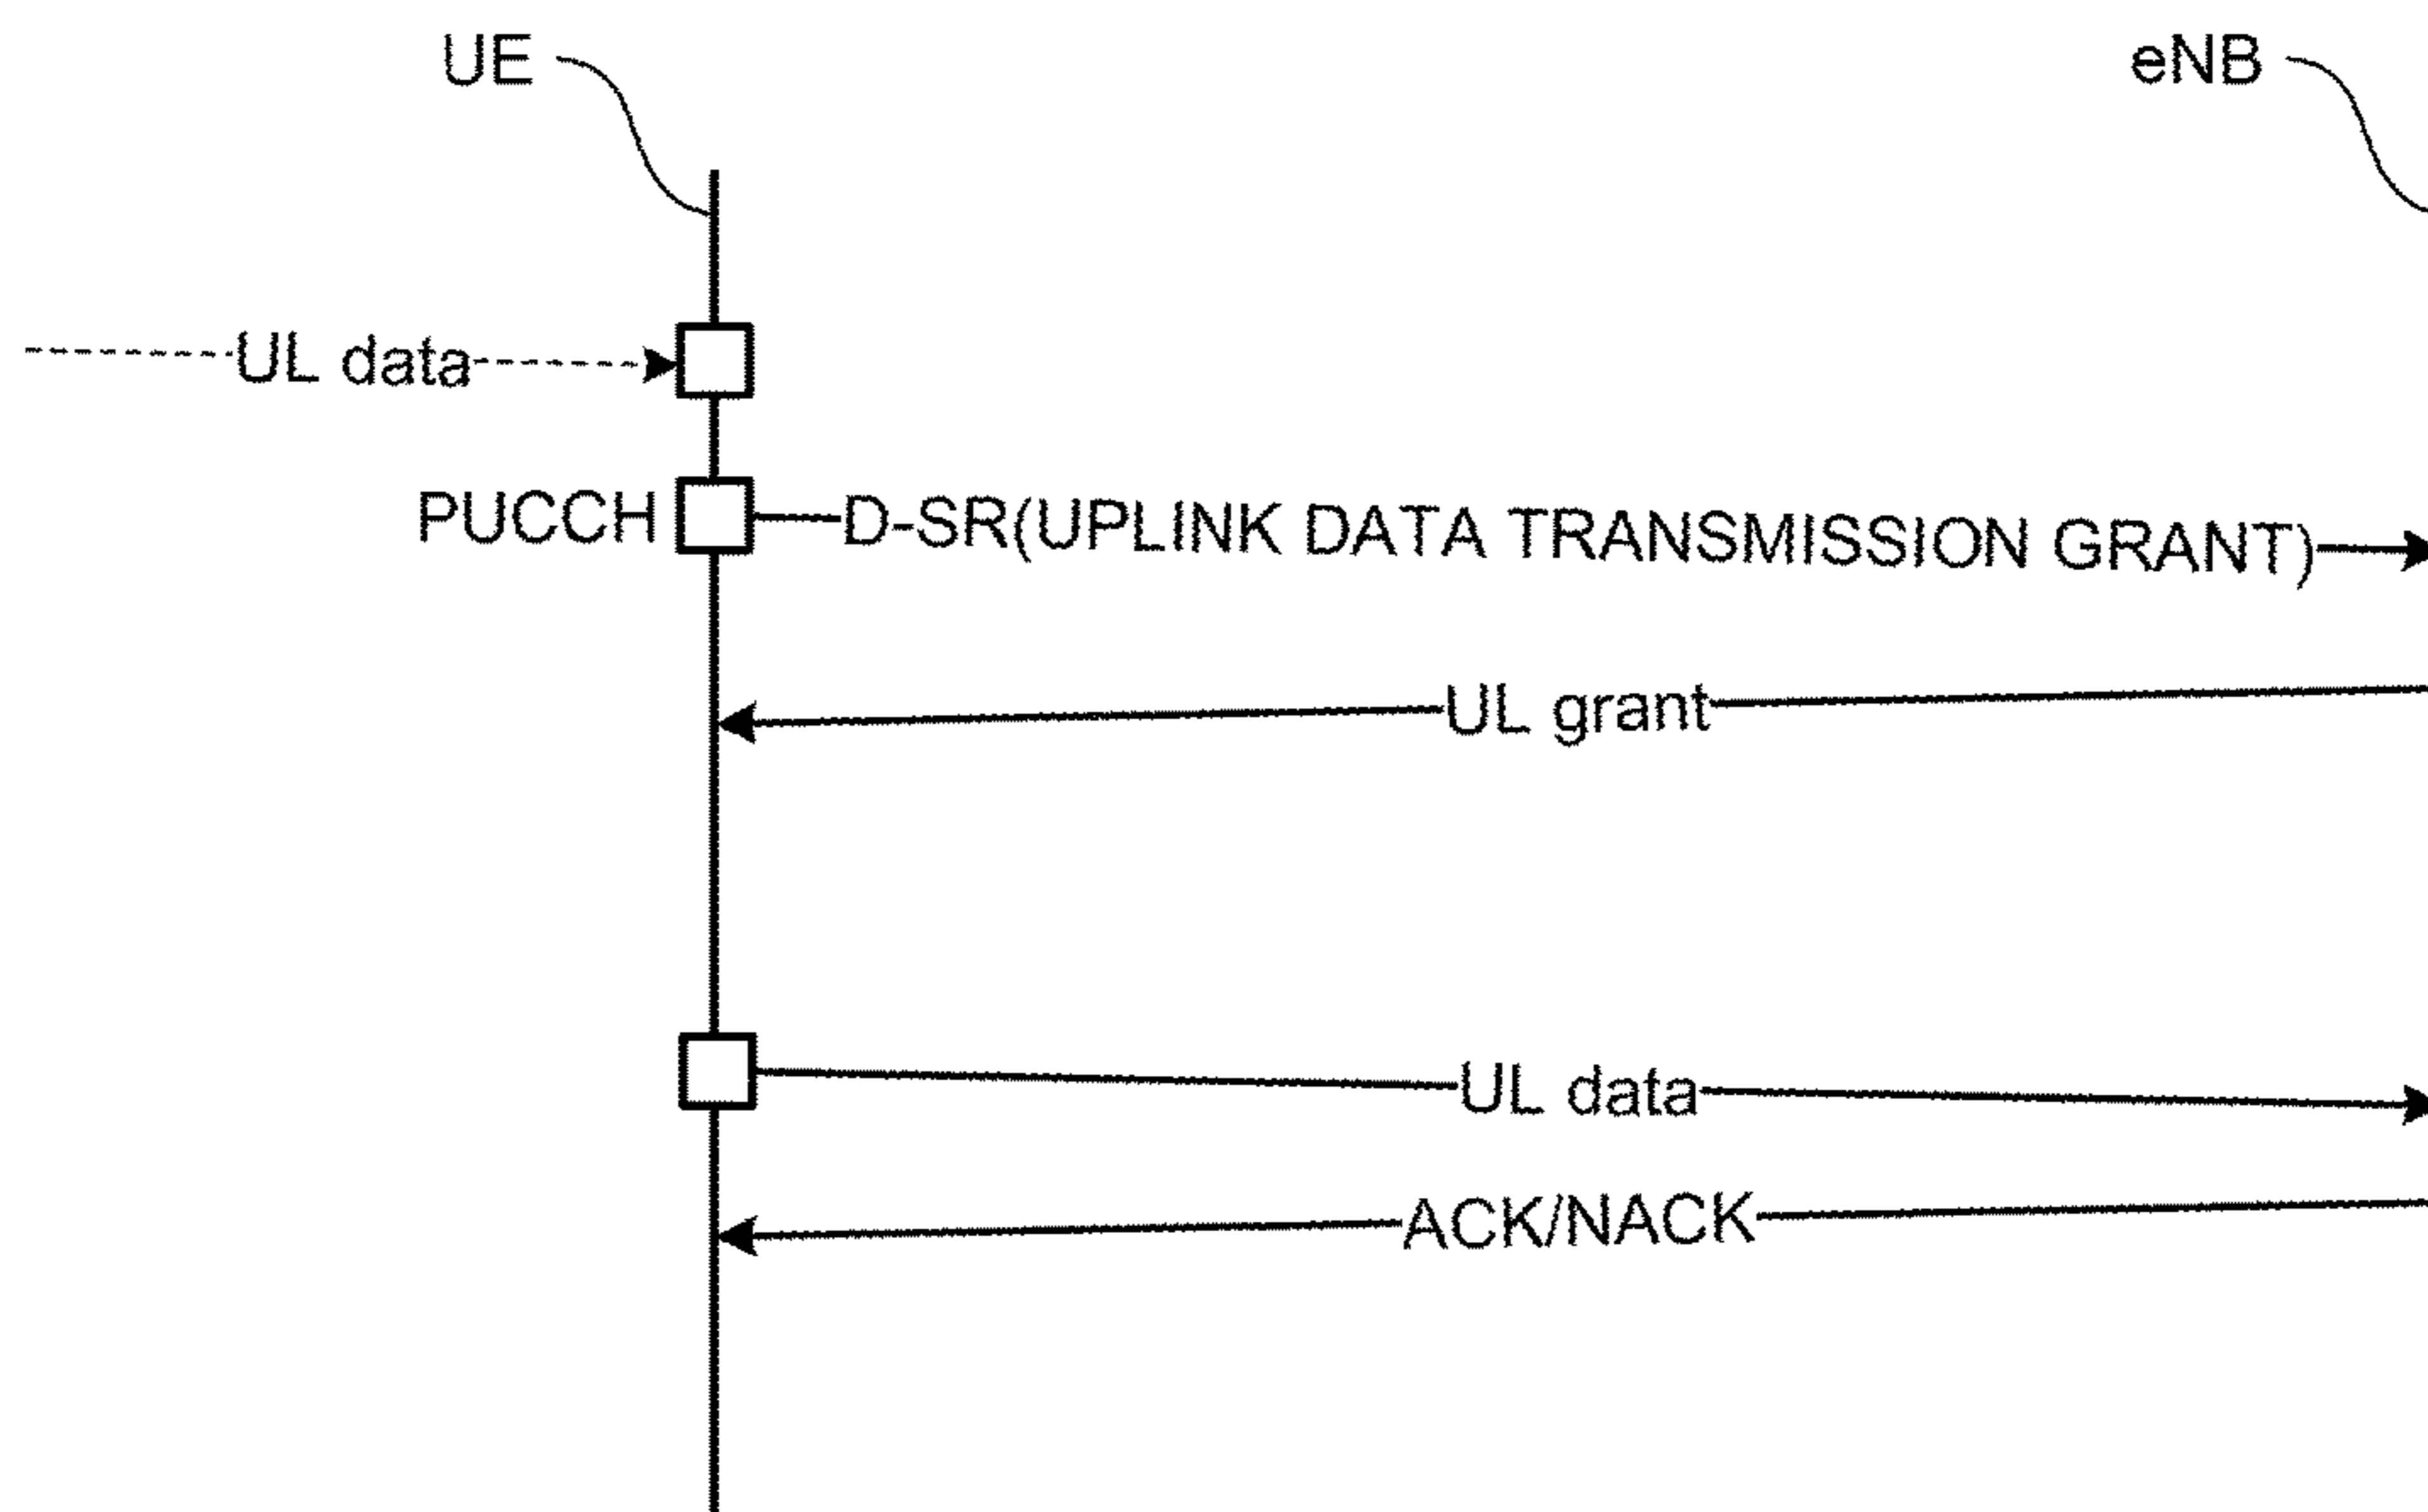 UE
eNB
UL data
PUCCH
D-SR(UPLINK DATA TRANSMISSION GRANT)
UL grant
UL data
ACK/NACK